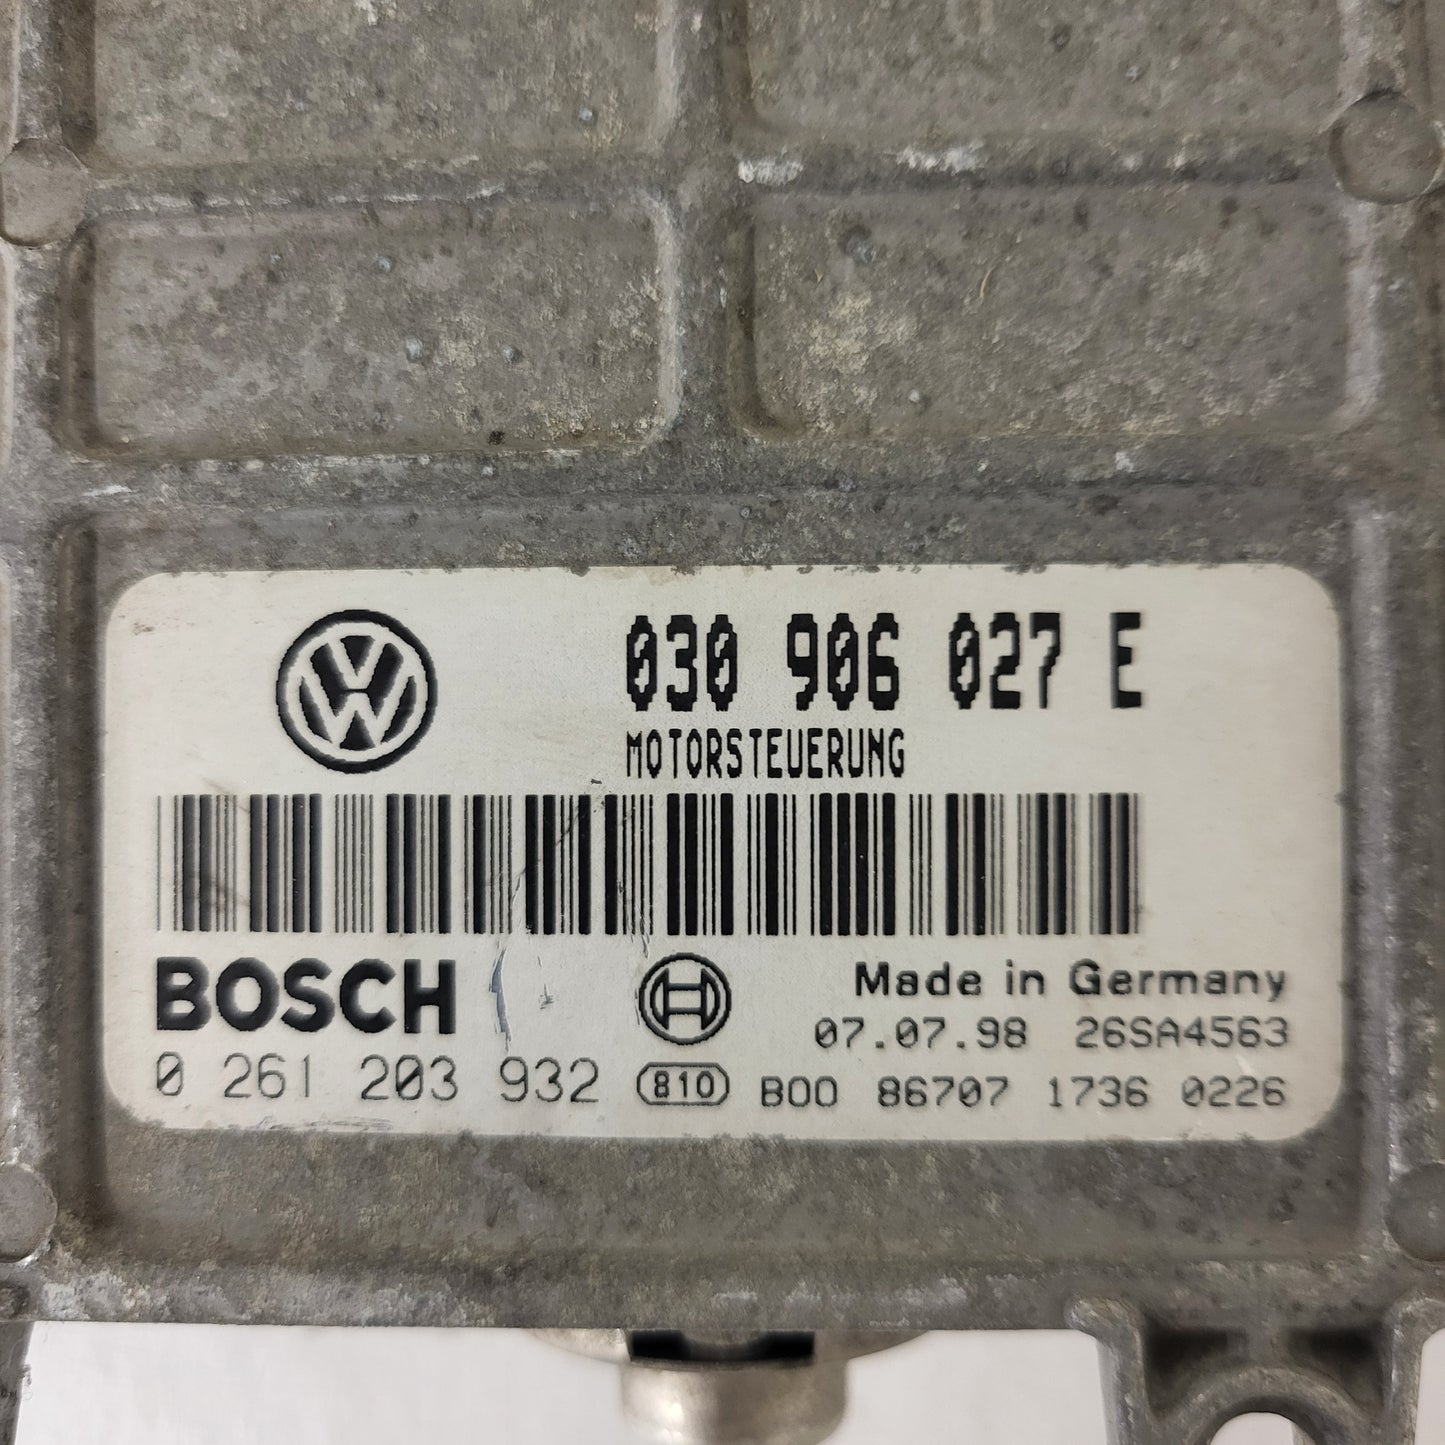 030 906 027 E
MOTORSTEUERUNG
BOSCH
Made in Germany
07.07.98 26SA4563
0 261 203 932 810 B00 86707 1736 0226